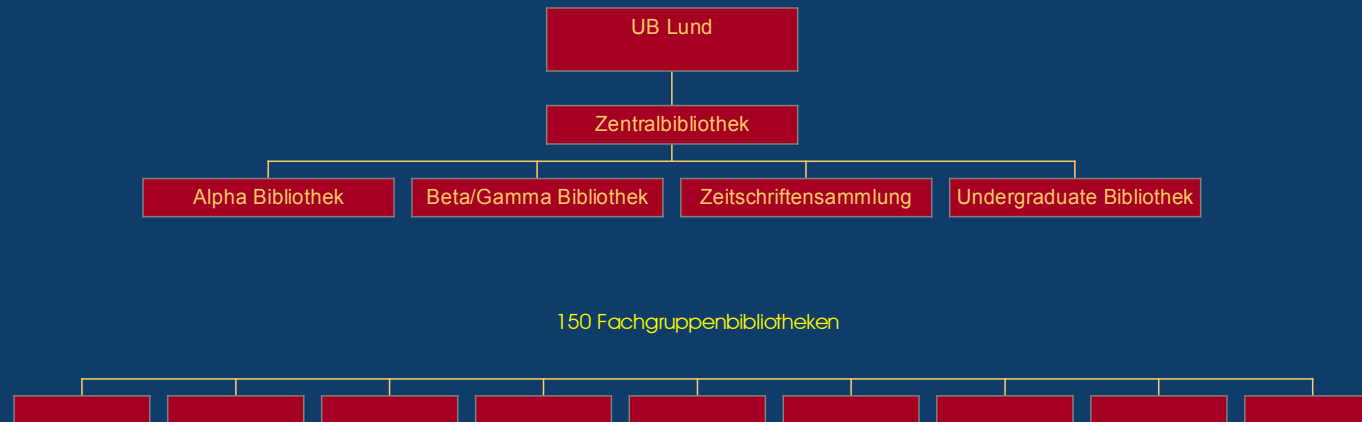 UB Lund
Zentralbibliothek
Alpha Bibliothek
Beta/Gamma Bibliothek
Zeitschriftensammlung
Undergraduate Bibliothek
150 Fachgruppenbibliotheken